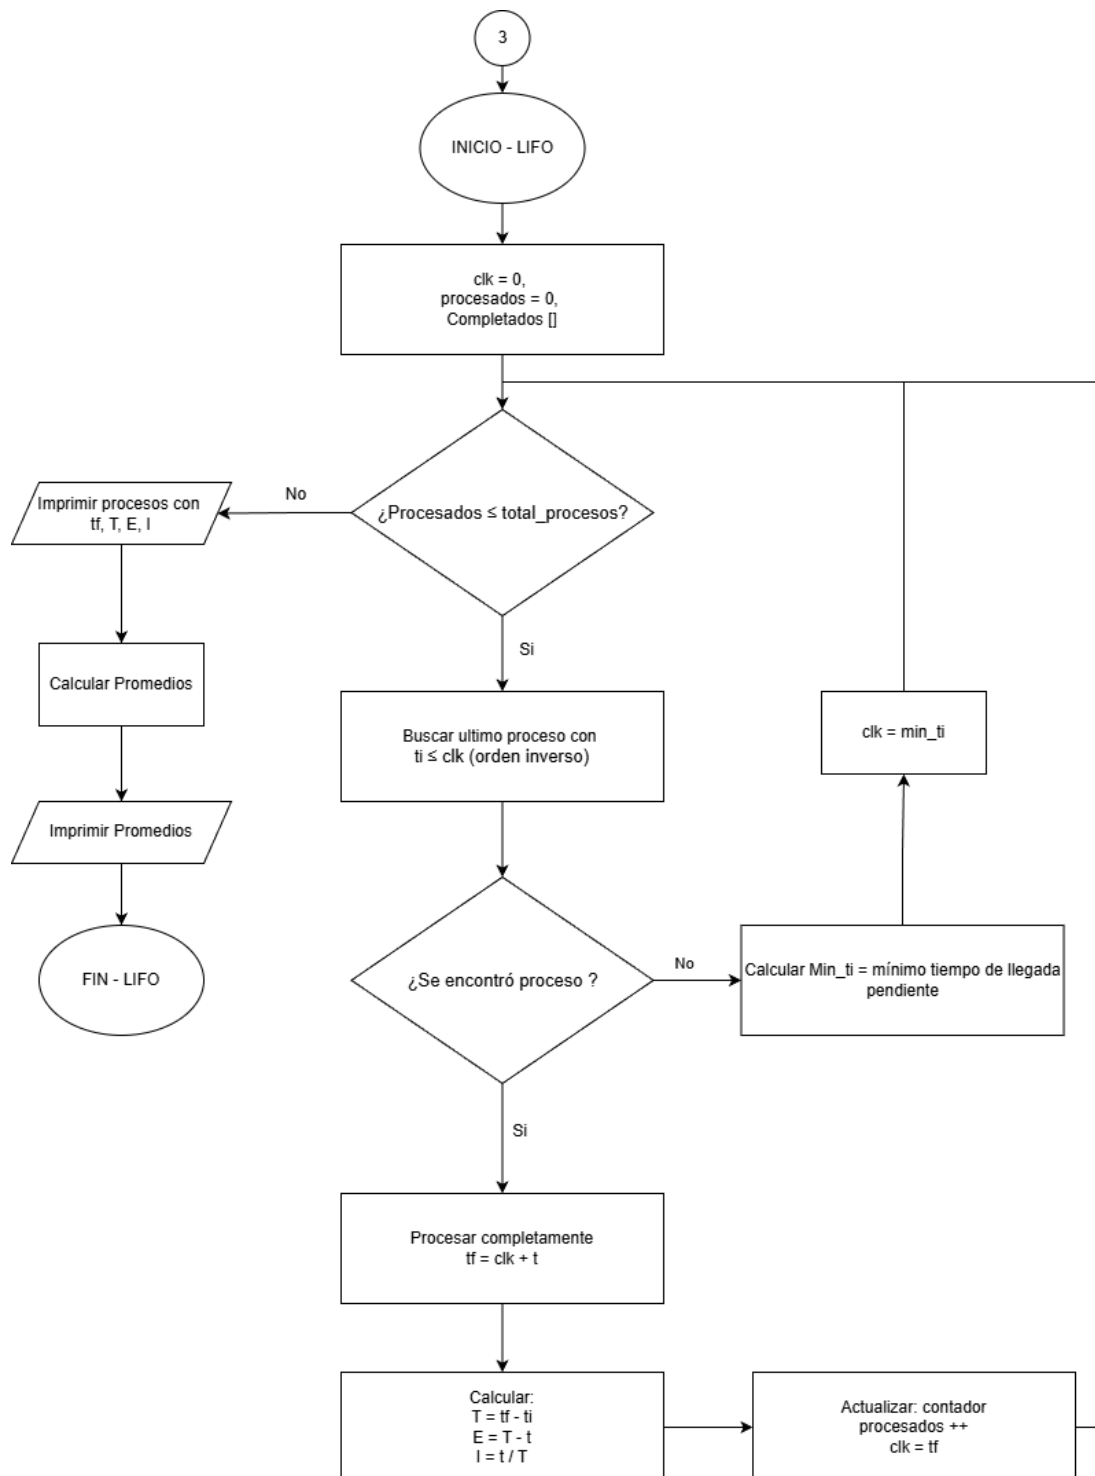 3
INICIO - LIFO
clk = 0,
procesados = 0,
Completados []
¿Procesados ≤ total_procesos?
No
Imprimir procesos con
tf, T, E, I
Si
Calcular Promedios
Buscar ultimo proceso con
ti ≤ clk (orden inverso)
clk = min_ti
Imprimir Promedios
FIN - LIFO
¿Se encontró proceso ?
No
Calcular Min_ti = mínimo tiempo de llegada
pendiente
Si
Procesar completamente
tf = clk + t
Calcular:
T = tf - ti
E = T - t
I = t / T
Actualizar: contador
procesados ++
clk = tf